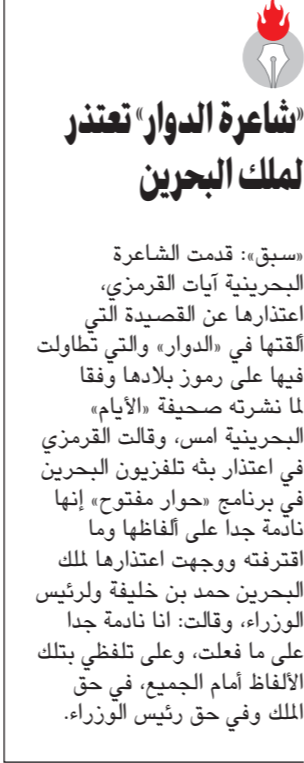 «شاعرة الدوار» تعتذر
لملك البحرين
«سبق»: قدمت الشاعرة
البحرينية آيات القرمزي،
اعتذارها عن القصيدة التي
ألقتها في «الدوار» والتي تطاولت
فيها على رموز بلادها وفقا
لما نشرته صحيفة «الأيام»
البحرينية امس، وقالت القرمزي
في اعتذار بثه تلفزيون البحرين
في برنامج «حوار مفتوح» إنها
نادمة جدا على ألفاظها وما
اقترفته ووجهت اعتذارها لملك
البحرين حمد بن خليفة ولرئيس
الوزراء، وقالت: انا نادمة جدا
على ما فعلت، وعلى تلفظي بتلك
الألفاظ أمام الجميع، في حق
الملك وفي حق رئيس الوزراء.